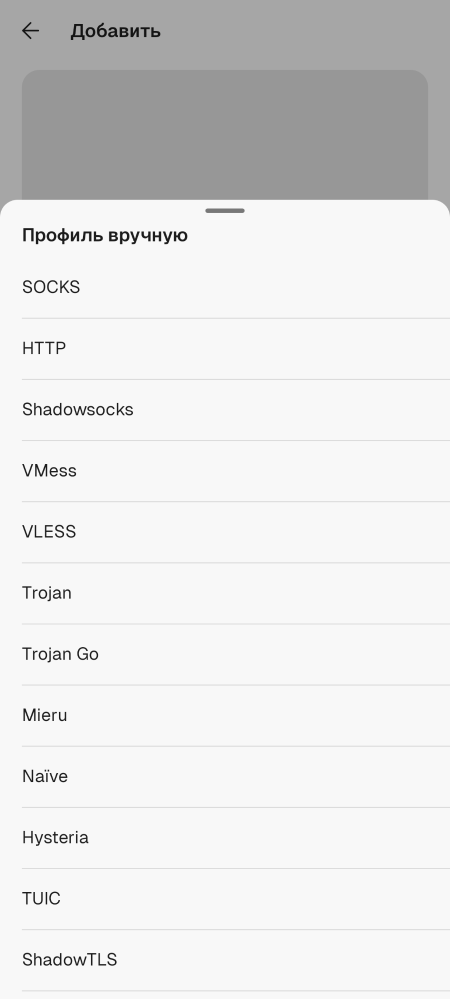 Добавить
Профиль вручную
SOCKS
HTTP
Shadowsocks
VMess
VLESS
Trojan
Trojan Go
Mieru
Naïve
Hysteria
TUIC
ShadowTLS